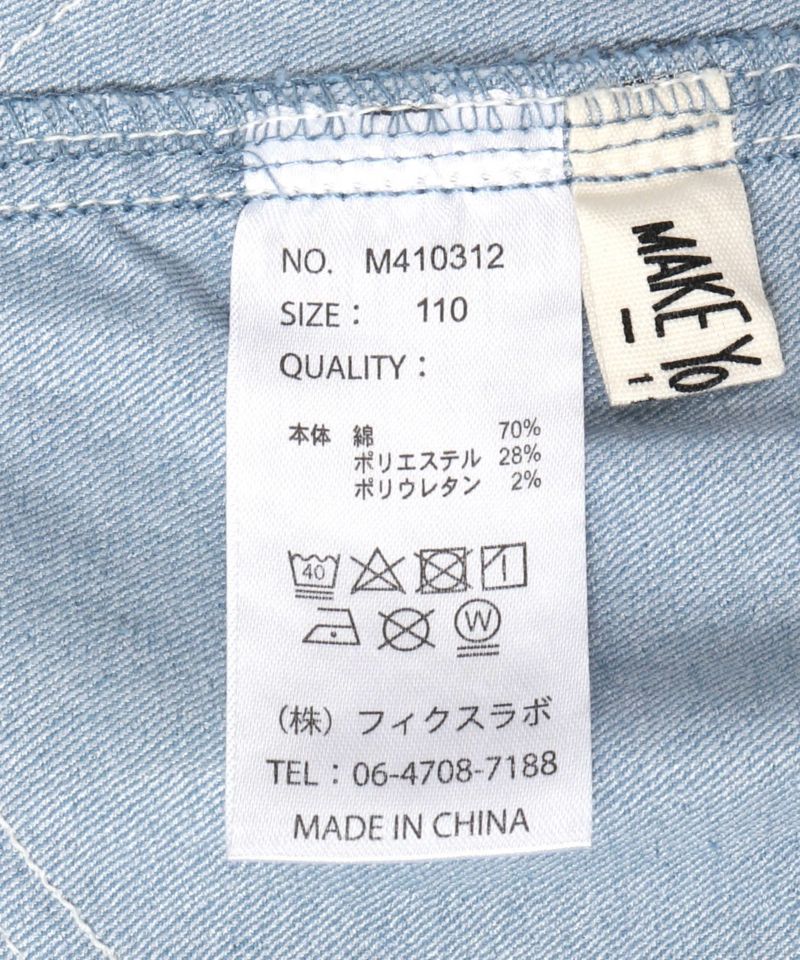 NO. M410312
SIZE： 110
QUALITY：
本体 綿 70%
ポリエステル 28%
ポリウレタン 2%
40
W
（株）フィクスラボ
TEL：06-4708-7188
MADE IN CHINA
MAKE YO